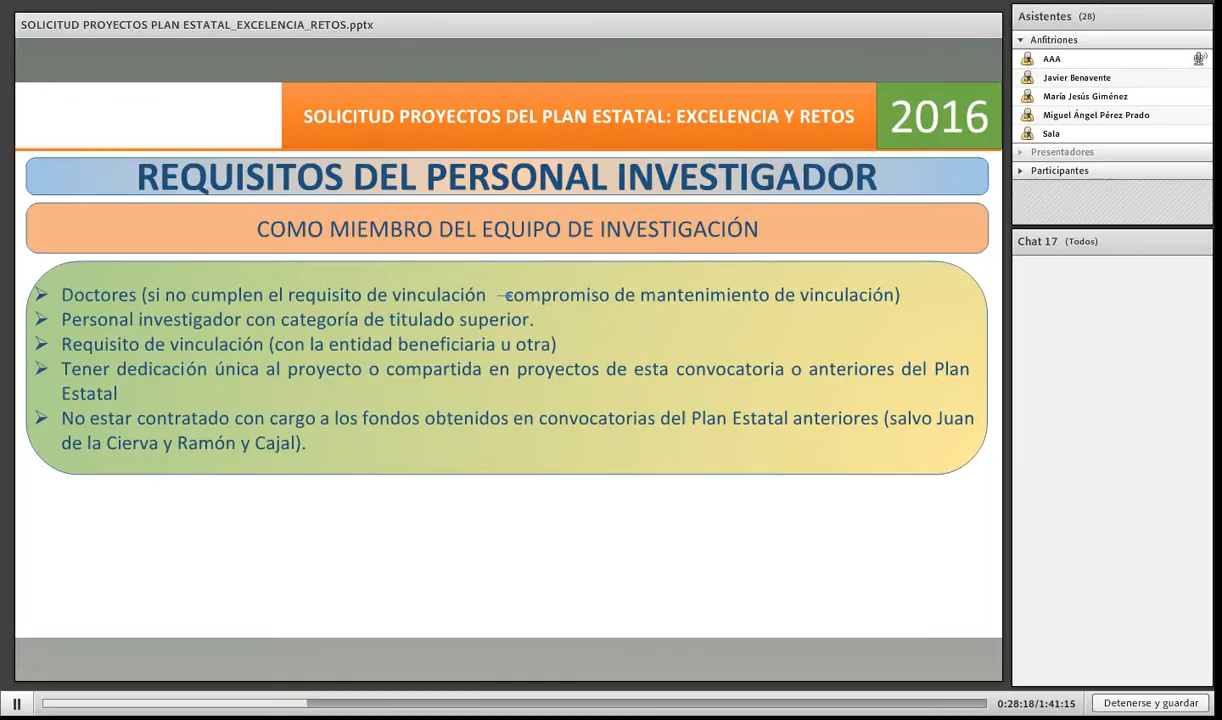 SOLICITUD PROYECTOS PLAN ESTATAL_EXCELENCIA_RETOS.pptx
SOLICITUD PROYECTOS DEL PLAN ESTATAL: EXCELENCIA Y RETOS
2016
REQUISITOS DEL PERSONAL INVESTIGADOR
COMO MIEMBRO DEL EQUIPO DE INVESTIGACIÓN
➢ Doctores (si no cumplen el requisito de vinculación →compromiso de mantenimiento de vinculación)
➢ Personal investigador con categoría de titulado superior.
➢ Requisito de vinculación (con la entidad beneficiaria u otra)
➢ Tener dedicación única al proyecto o compartida en proyectos de esta convocatoria o anteriores del Plan
Estatal
➢ No estar contratado con cargo a los fondos obtenidos en convocatorias del Plan Estatal anteriores (salvo Juan
de la Cierva y Ramón y Cajal).
Asistentes (28)
Anfitriones
AAA
Javier Benavente
María Jesús Giménez
Miguel Ángel Pérez Prado
Sala
Presentadores
Participantes
Chat 17 (Todos)
0:28:18/1:41:15
Detenerse y guardar